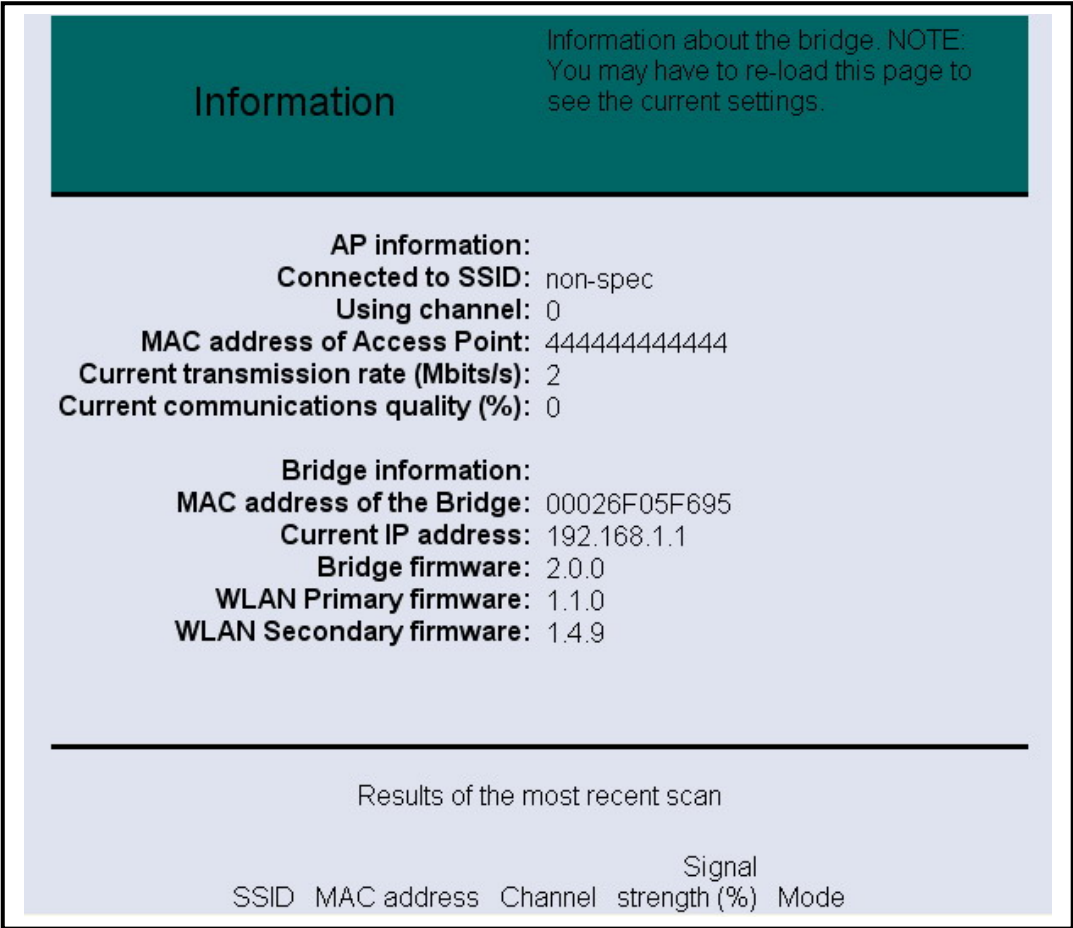 Information
Information about the bridge. NOTE:
You may have to re-load this page to
see the current settings.
AP information:
Connected to SSID: non-spec
Using channel: 0
MAC address of Access Point: 444444444444
Current transmission rate (Mbits/s): 2
Current communications quality (%): 0
Bridge information:
MAC address of the Bridge: 00026F05F695
Current IP address: 192.168.1.1
Bridge firmware: 2.0.0
WLAN Primary firmware: 1.1.0
WLAN Secondary firmware: 1.4.9
Results of the most recent scan
Signal
SSID MAC address Channel strength (%) Mode